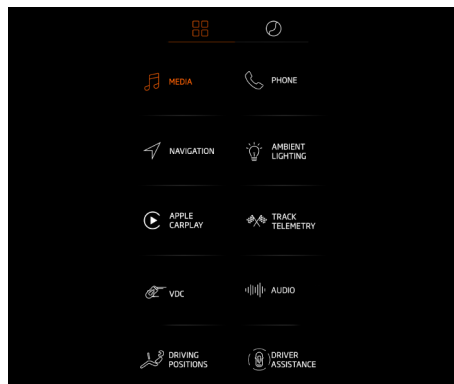 MEDIA
PHONE
NAVIGATION
AMBIENT
LIGHTING
APPLE
CARPLAY
TRACK
TELEMETRY
VDC
AUDIO
DRIVING
POSITIONS
DRIVER
ASSISTANCE